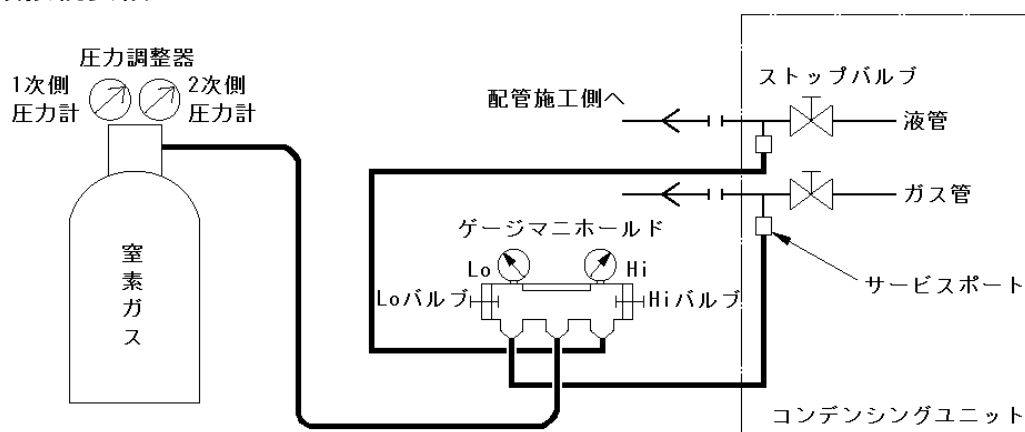 圧力調整器
1次側
圧力計
2次側
圧力計
窒素ガス
配管施工側へ
ストップバルブ
液管
ガス管
ゲージマニホールド
Lo
Hi
Loバルブ
Hiバルブ
サービスポート
コンデンシングユニット